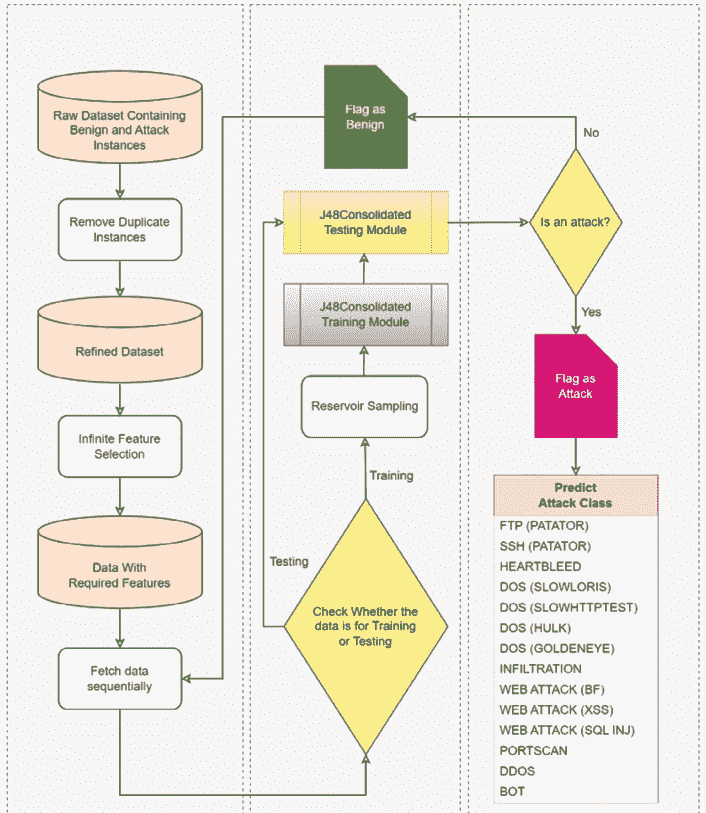 Raw Dataset Containing
Benign and Attack
Instances
Remove Duplicate
Instances
Refined Dataset
Infinite Feature
Selection
Data With
Required Features
Fetch data
sequentially
Flag as
Benign
J48Consolidated
Testing Module
J48Consolidated
Training Module
Reservoir Sampling
Training
Testing
Check Whether the
data is for Training
or Testing
No
Is an attack?
Yes
Flag as
Attack
Predict
Attack Class
FTP (PATATOR)
SSH (PATATOR)
HEARTBLEED
DOS (SLOWLORIS)
DOS (SLOWHTTPTEST)
DOS (HULK)
DOS (GOLDENEYE)
INFILTRATION
WEB ATTACK (BF)
WEB ATTACK (XSS)
WEB ATTACK (SQL INJ)
PORTSCAN
DDOS
BOT